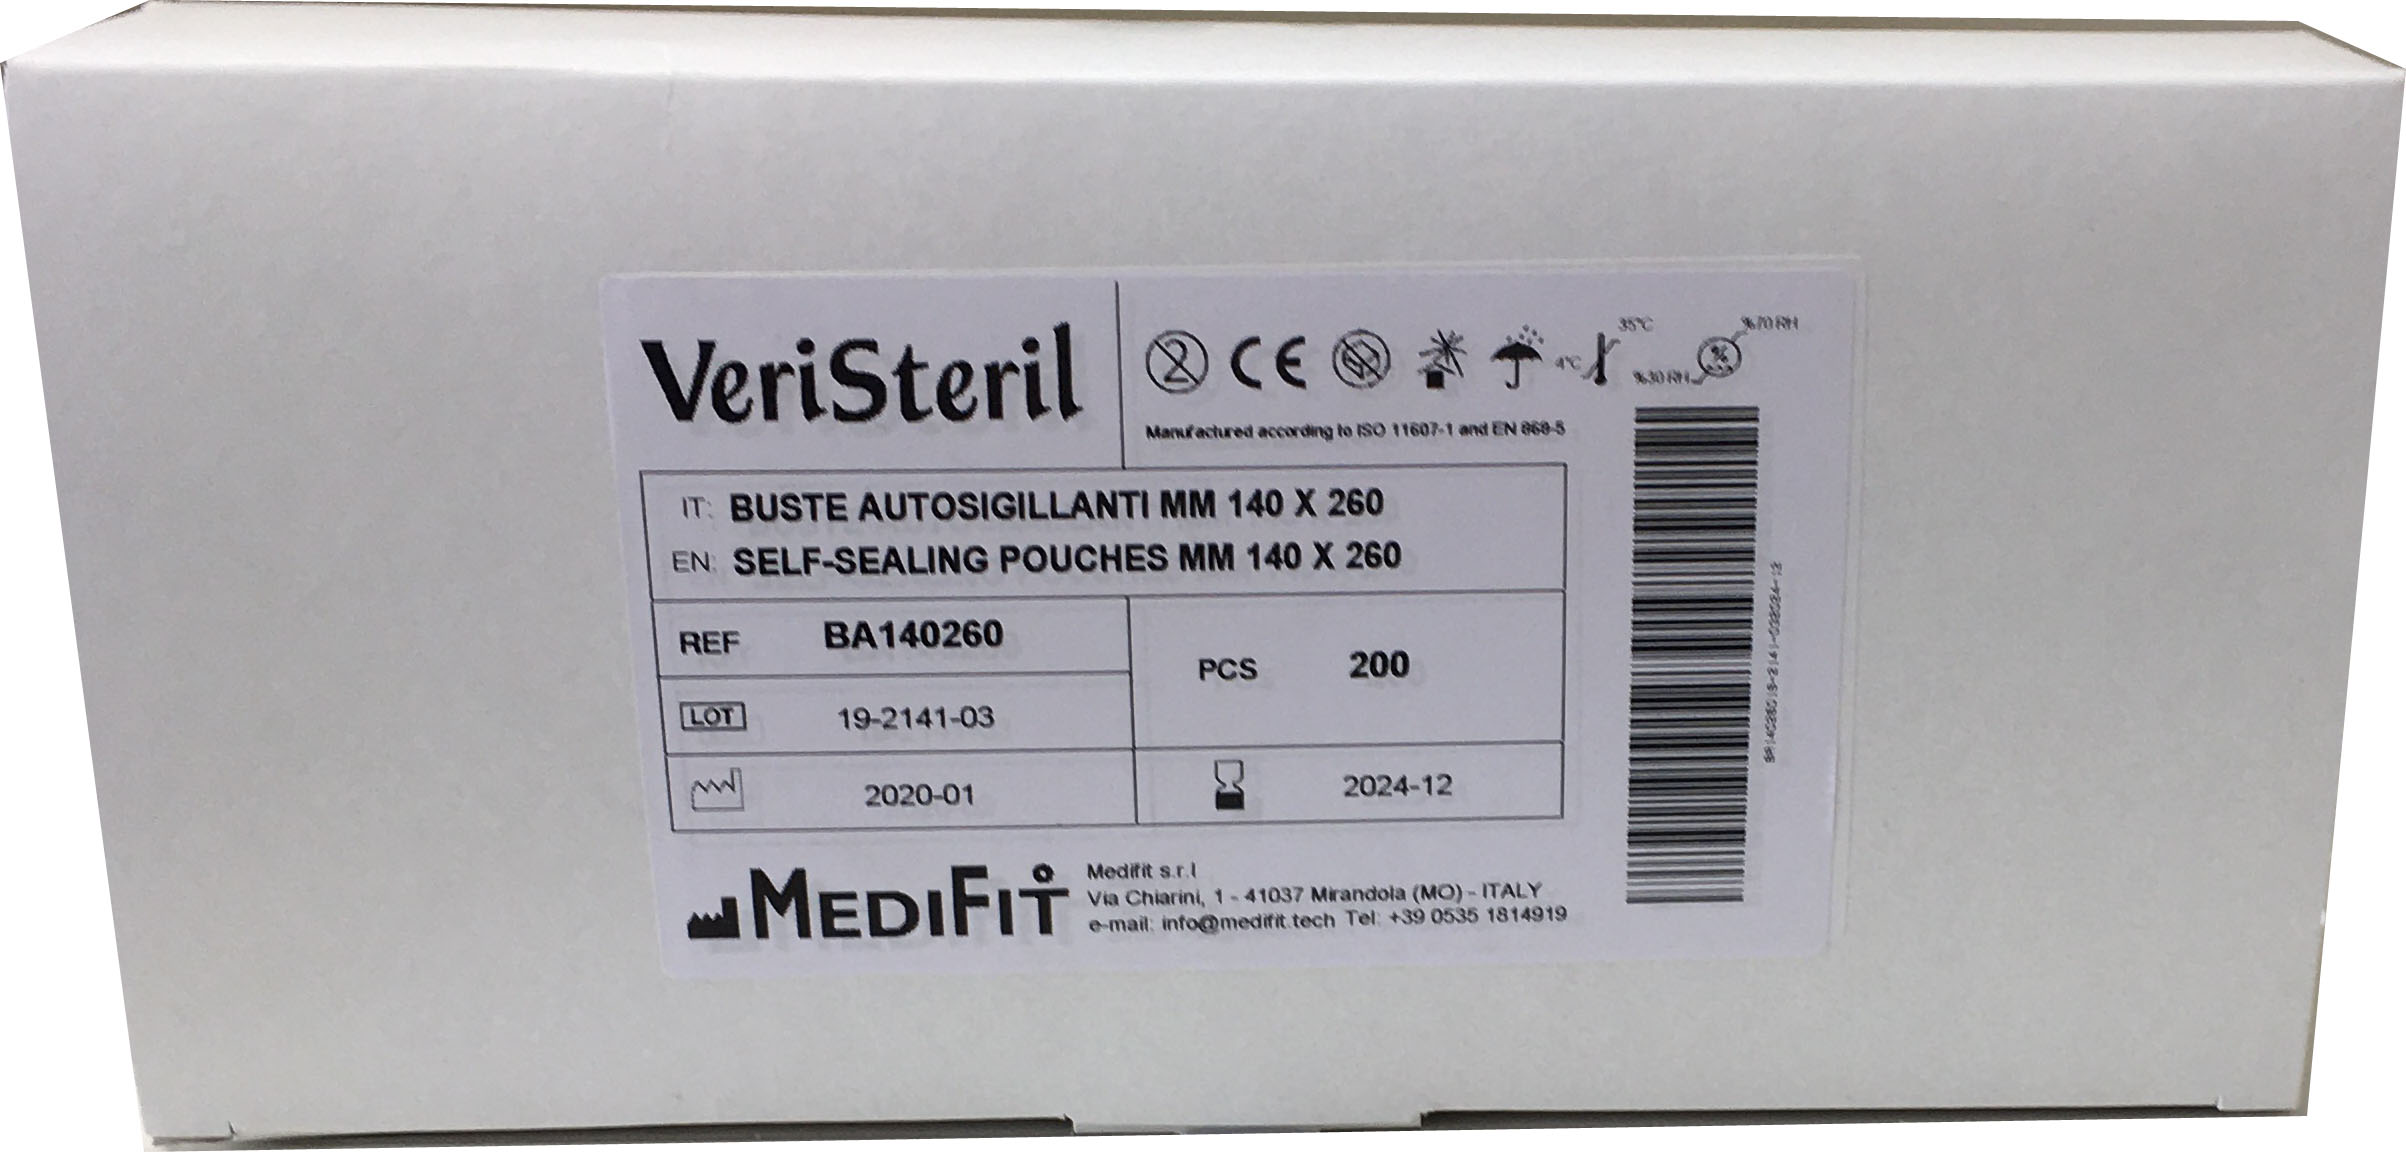 VeriSteril
2
CE
4°C
35°C
%30 RH
%70 RH
%
Manufactured according to ISO 11607-1 and EN 868-5
IT: BUSTE AUTOSIGILLANTI MM 140 X 260
EN: SELF-SEALING POUCHES MM 140 X 260
REF BA140260
PCS 200
LOT 19-2141-03
2020-01
2024-12
MEDIFIT
Medifit s.r.l
Via Chiarini, 1 - 41037 Mirandola (MO) - ITALY
e-mail: info@medifit.tech Tel: +39 0535 1814919